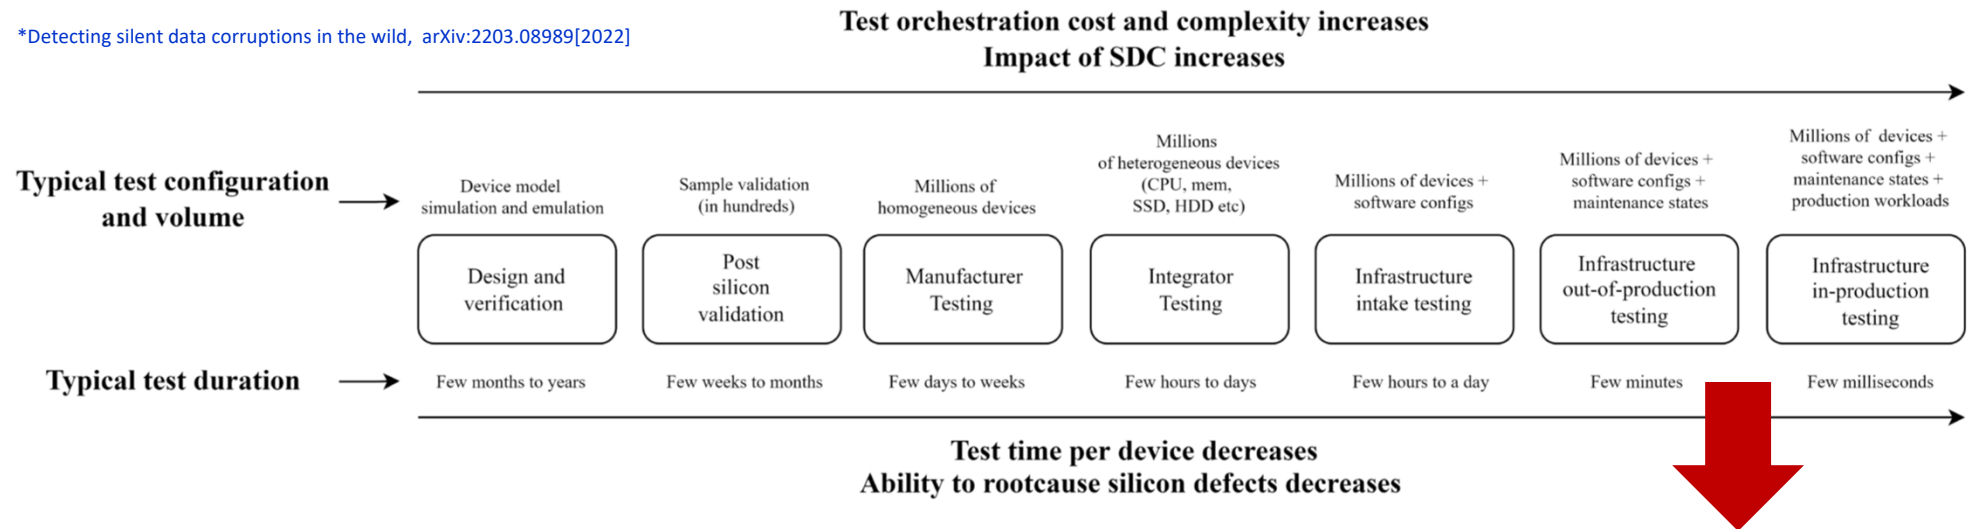 *Detecting silent data corruptions in the wild, arXiv:2203.08989[2022]
Test orchestration cost and complexity increases
Impact of SDC increases
Typical test configuration
and volume
Device model
simulation and emulation
Sample validation
(in hundreds)
Millions of
homogeneous devices
Millions
of heterogeneous devices
(CPU, mem,
SSD, HDD etc)
Millions of devices +
software configs
Millions of devices +
software configs +
maintenance states
Millions of devices +
software configs +
maintenance states +
production workloads
Design and
verification
Post
silicon
validation
Manufacturer
Testing
Integrator
Testing
Infrastructure
intake testing
Infrastructure
out-of-production
testing
Infrastructure
in-production
testing
Typical test duration
Few months to years
Few weeks to months
Few days to weeks
Few hours to days
Few hours to a day
Few minutes
Few milliseconds
Test time per device decreases
Ability to rootcause silicon defects decreases